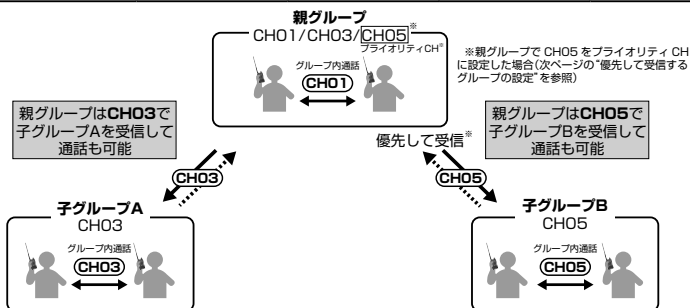 親グループ
CH01/CH03/CH05※
プライオリティCH※
グループ内通話
CH01
※親グループで CH05 をプライオリティ CH
に設定した場合(次ページの“優先して受信する
グループの設定”を参照)
親グループはCH03で
子グループAを受信して
通話も可能
優先して受信※
親グループはCH05で
子グループBを受信して
通話も可能
CH03
CH05
子グループA
CH03
グループ内通話
CH03
子グループB
CH05
グループ内通話
CH05